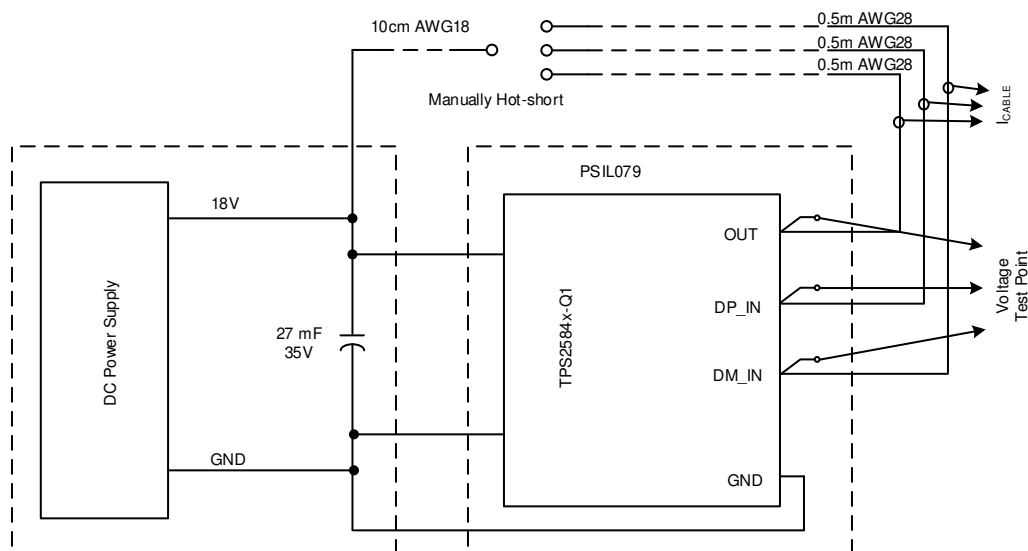 10cm AWG18
0.5m AWG28
0.5m AWG28
0.5m AWG28
Manually Hot-short
ICABLE
PSIL079
18V
OUT
DC Power Supply
27 mF
35V
TPS2584x-Q1
DP_IN
Voltage
Test Point
DM_IN
GND
GND